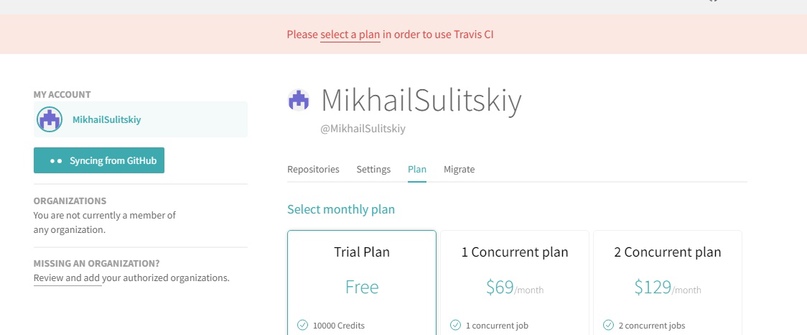 Please select a plan in order to use Travis CI
MY ACCOUNT
MikhailSulitskiy
Syncing from GitHub
ORGANIZATIONS
You are not currently a member of
any organization.
MISSING AN ORGANIZATION?
Review and add your authorized organizations.
MikhailSulitskiy
@MikhailSulitskiy
Repositories Settings Plan Migrate
Select monthly plan
Trial Plan 1 Concurrent plan 2 Concurrent plan
Free $69/month $129/month
10000 Credits 1 concurrent job 2 concurrent jobs